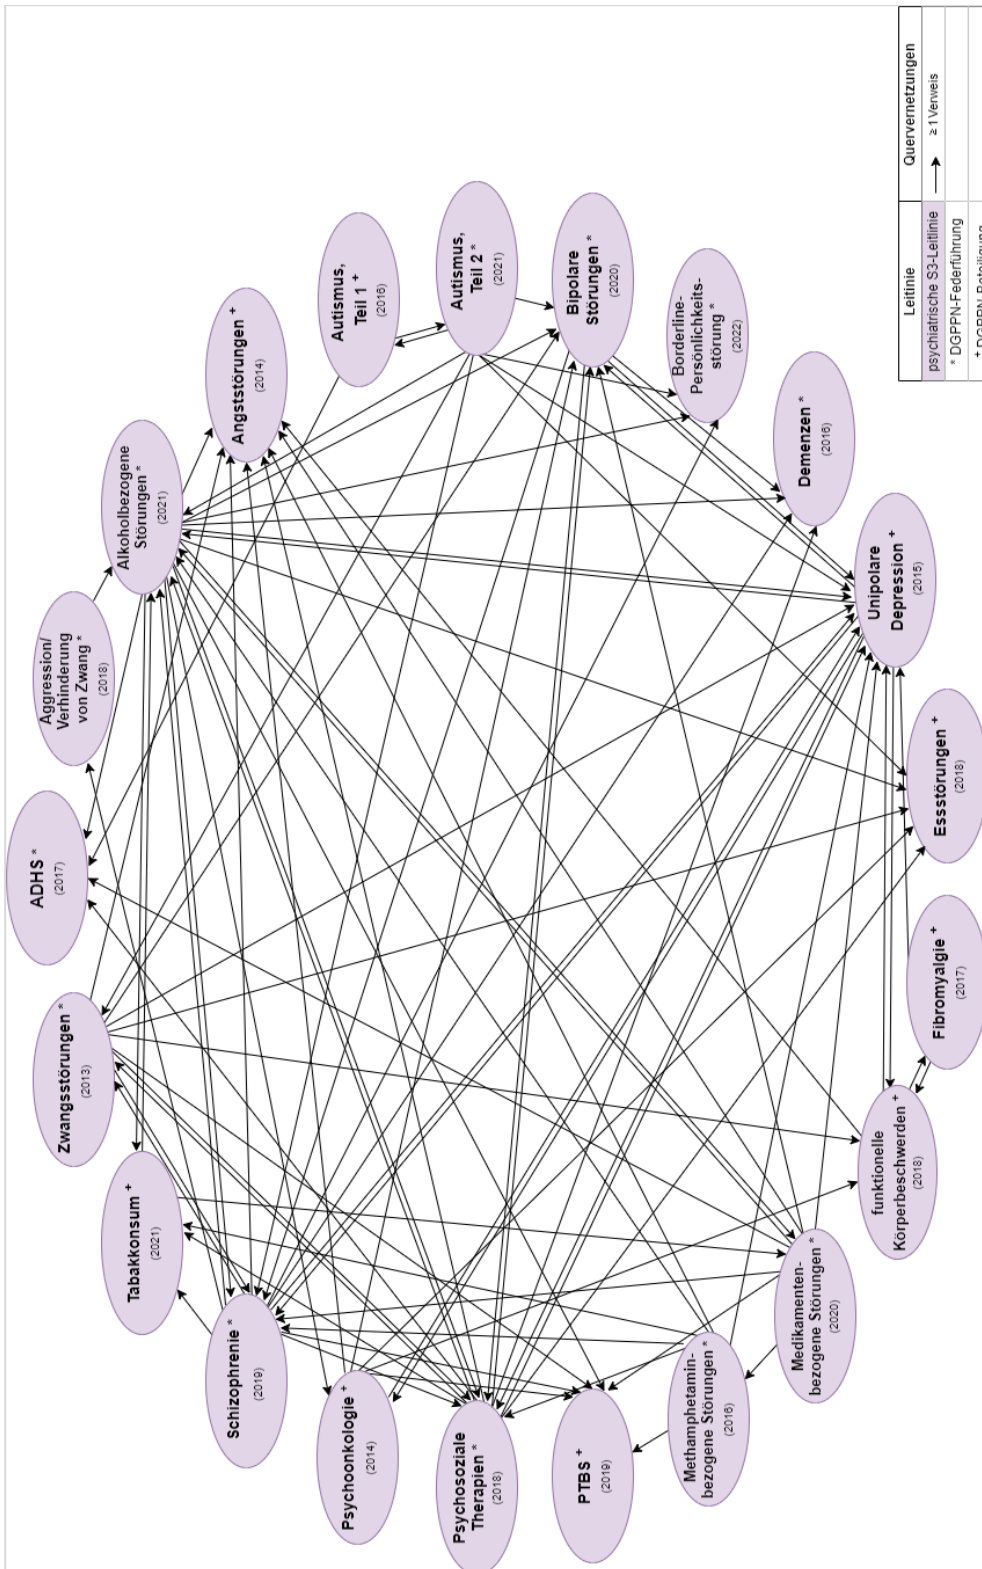 ADHS *
(2017)
Aggression/
Verhinderung
von Zwang *
(2018)
Alkoholbezogene
Störungen *
(2021)
Angststörungen +
(2014)
Autismus,
Teil 1 +
(2016)
Autismus,
Teil 2 *
(2021)
Bipolare
Störungen *
(2020)
Borderline-
Persönlichkeits-
störung *
(2022)
Demenzen *
(2016)
Unipolare
Depression +
(2015)
Essstörungen +
(2018)
Fibromyalgie +
(2017)
funktionelle
Körperbeschwerden +
(2018)
Medikamenten-
bezogene Störungen *
(2020)
Methamphetamin-
bezogene Störungen *
(2016)
PTBS +
(2019)
Psychosoziale
Therapien *
(2018)
Psychoonkologie +
(2014)
Schizophrenie *
(2019)
Tabakkonsum +
(2021)
Zwangsstörungen *
(2013)
Leitlinie Quervernetzungen
psychiatrische S3-Leitlinie ≥ 1 Verweis
* DGPPN-Federführung
+ DGPPN-Beteiligung